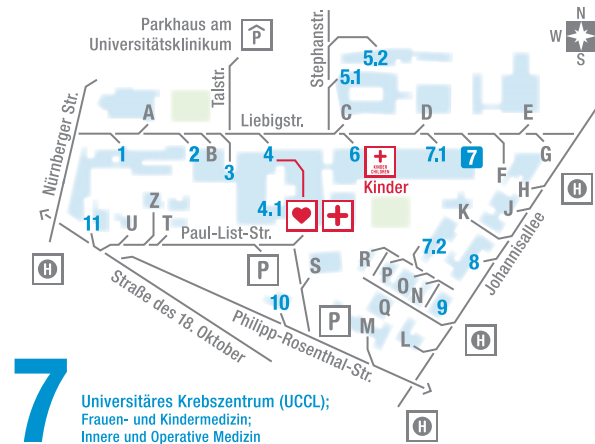 Parkhaus am
Universitätsklinikum
P
N
W
S
Nürnberger Str.
Talstr.
Stephanstr.
5.2
5.1
A
Liebigstr.
C
D
E
1
2
B
3
4
6
KINDER
CHILDREN
Kinder
7.1
7
F
G
H
H
J
K
4.1
Johannisallee
11
U
Z
T
Paul-List-Str.
P
S
R
P
O
N
7.2
8
9
H
Straße des 18. Oktober
10
P
Q
M
L
H
Philipp-Rosenthal-Str.
H
7
Universitäres Krebszentrum (UCCL);
Frauen- und Kindermedizin;
Innere und Operative Medizin